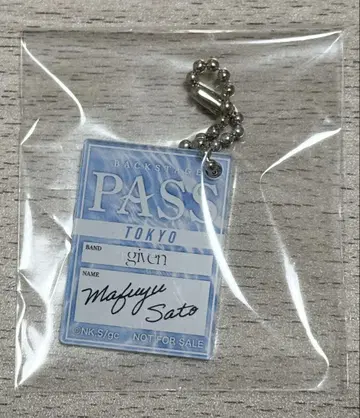 BACKSTAGE
PASS
TOKYO
BAND
given
NAME
Mafuyu
Sato
©NK·S/gc NOT FOR SALE